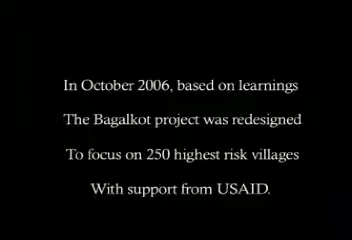 In October 2006, based on learnings
The Bagalkot project was redesigned
To focus on 250 highest risk villages
With support from USAID.